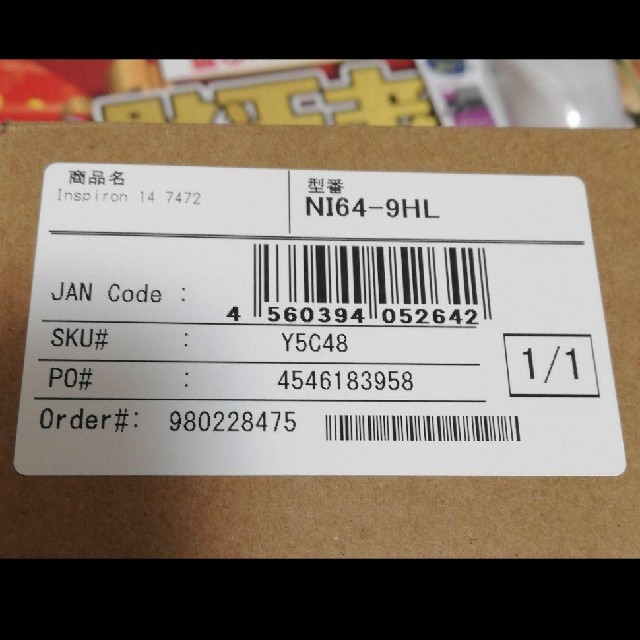 商品名
Inspiron 14 7472
型番
NI64-9HL
JAN Code :
4 560394 052642
SKU# : Y5C48
PO# : 4546183958
1/1
Order#: 980228475